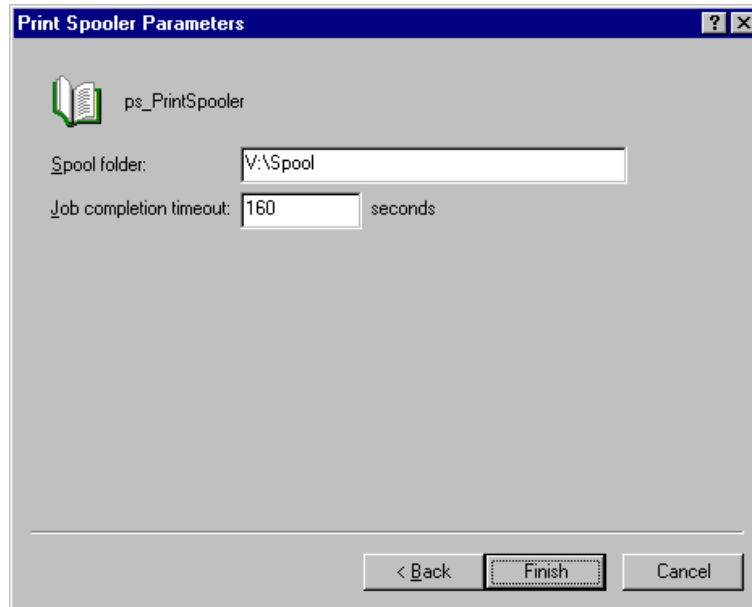 Print Spooler Parameters
ps_PrintSpooler
Spool folder: V:\Spool
Job completion timeout: 160 seconds
< Back Finish Cancel